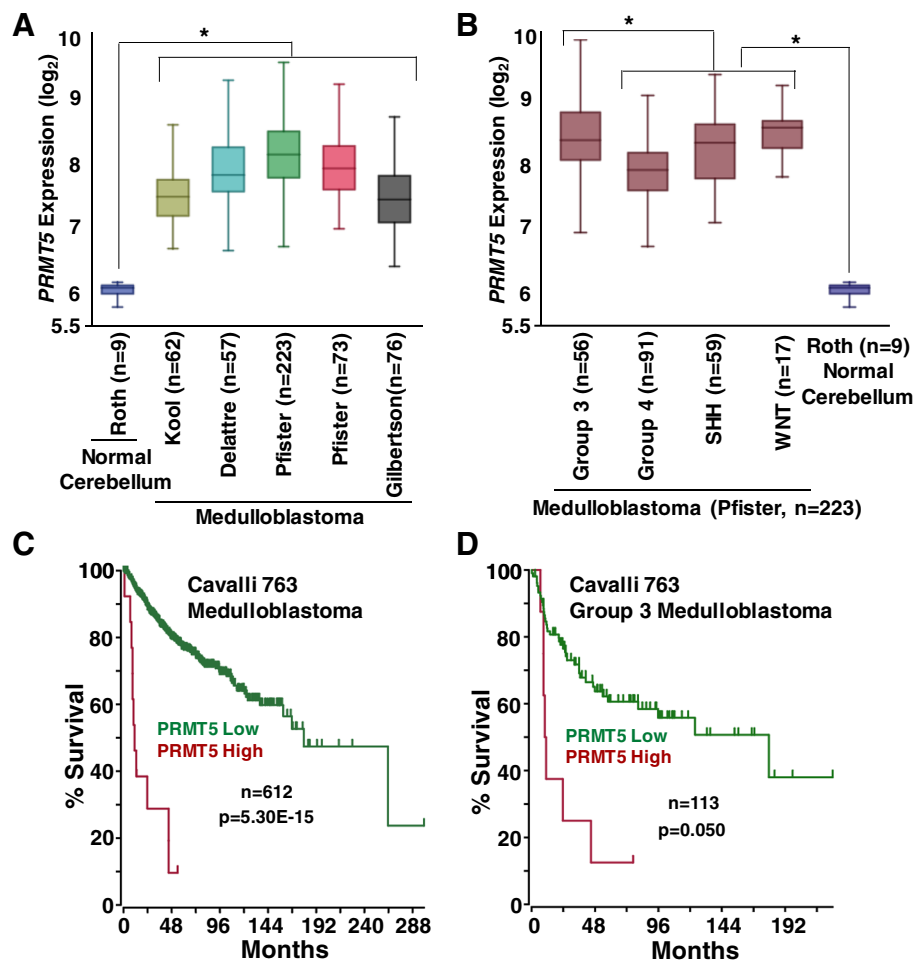 A
PRMT5 Expression (log2)
10
9
8
7
6
5.5
*
Roth (n=9)
Kool (n=62)
Delattre (n=57)
Pfister (n=223)
Pfister (n=73)
Gilbertson(n=76)
Normal
Cerebellum
Medulloblastoma
B
PRMT5 Expression (log2)
10
9
8
7
6
5.5
*
*
Group 3 (n=56)
Group 4 (n=91)
SHH (n=59)
WNT (n=17)
Roth (n=9)
Normal
Cerebellum
Medulloblastoma (Pfister, n=223)
C
% Survival
100
80
60
40
20
0
Cavalli 763
Medulloblastoma
PRMT5 Low
PRMT5 High
n=612
p=5.30E-15
0 48 96 144 192 240 288
Months
D
% Survival
100
80
60
40
20
0
Cavalli 763
Group 3 Medulloblastoma
PRMT5 Low
PRMT5 High
n=113
p=0.050
0 48 96 144 192
Months